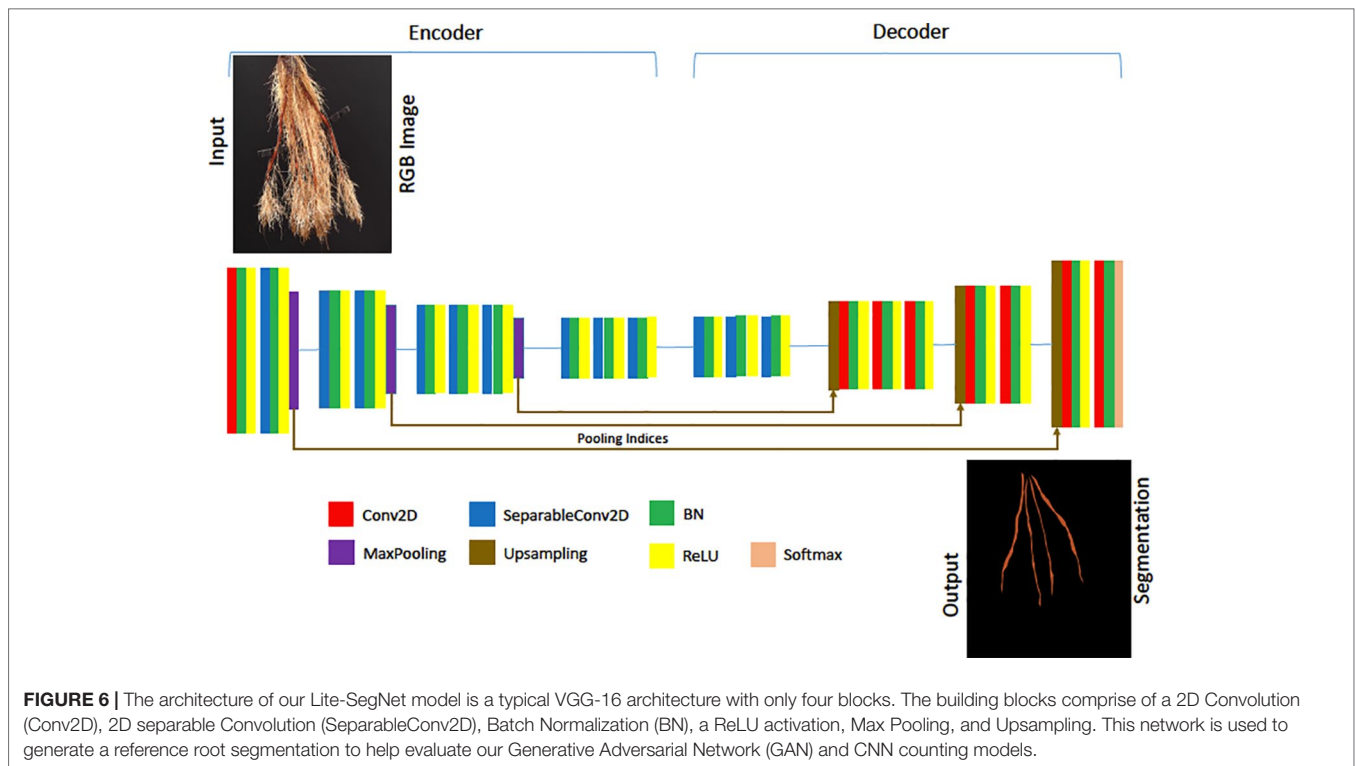 Encoder
Decoder
Input
RGB Image
Pooling Indices
Conv2D
SeparableConv2D
BN
MaxPooling
Upsampling
ReLU
Softmax
Output
Segmentation
FIGURE 6 | The architecture of our Lite-SegNet model is a typical VGG-16 architecture with only four blocks. The building blocks comprise of a 2D Convolution
(Conv2D), 2D separable Convolution (SeparableConv2D), Batch Normalization (BN), a ReLU activation, Max Pooling, and Upsampling. This network is used to
generate a reference root segmentation to help evaluate our Generative Adversarial Network (GAN) and CNN counting models.